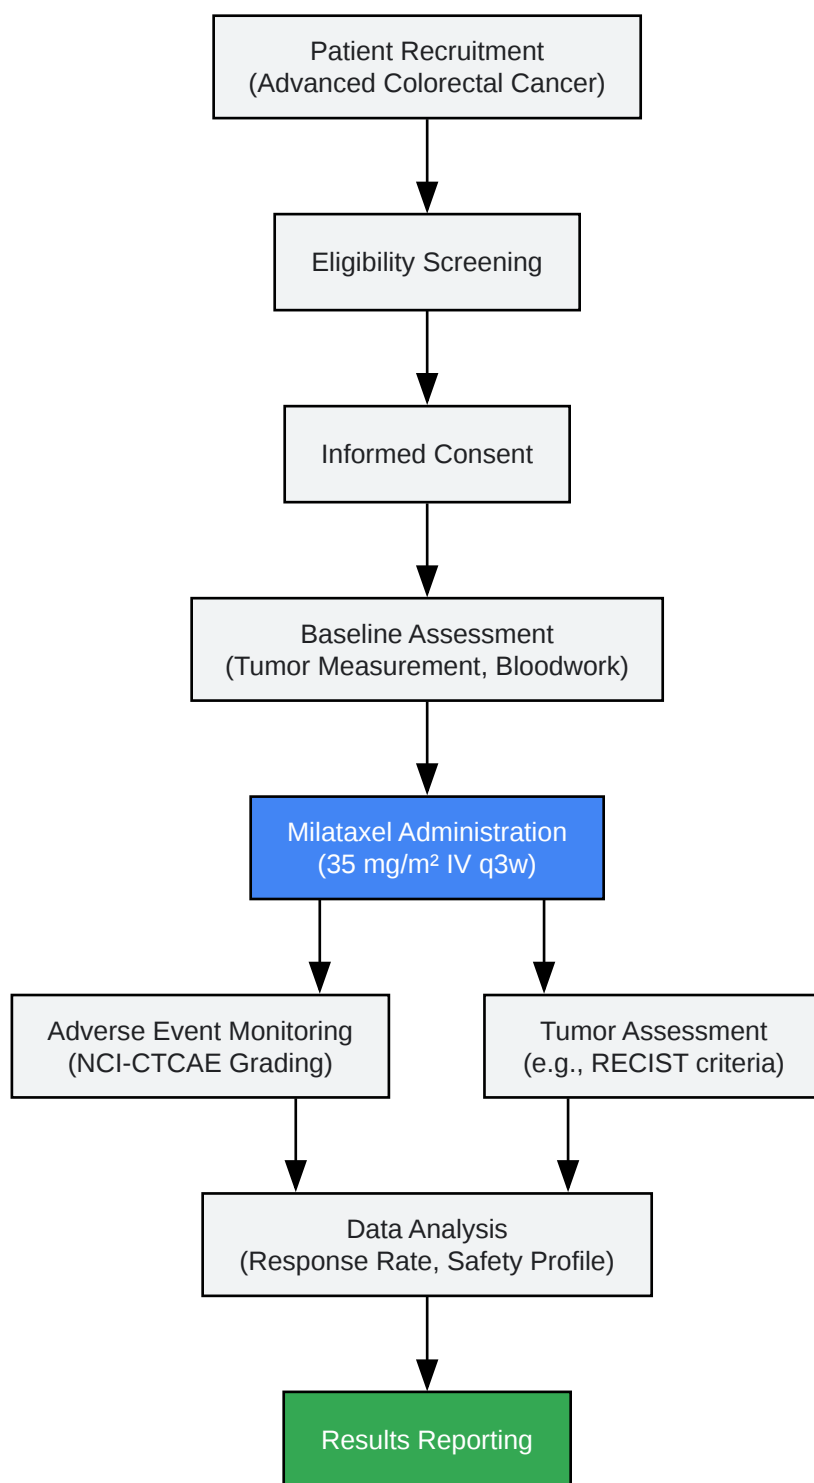 Patient Recruitment
(Advanced Colorectal Cancer)
Eligibility Screening
Informed Consent
Baseline Assessment
(Tumor Measurement, Bloodwork)
Milataxel Administration
(35 mg/m² IV q3w)
Adverse Event Monitoring
(NCI-CTCAE Grading)
Tumor Assessment
(e.g., RECIST criteria)
Data Analysis
(Response Rate, Safety Profile)
Results Reporting